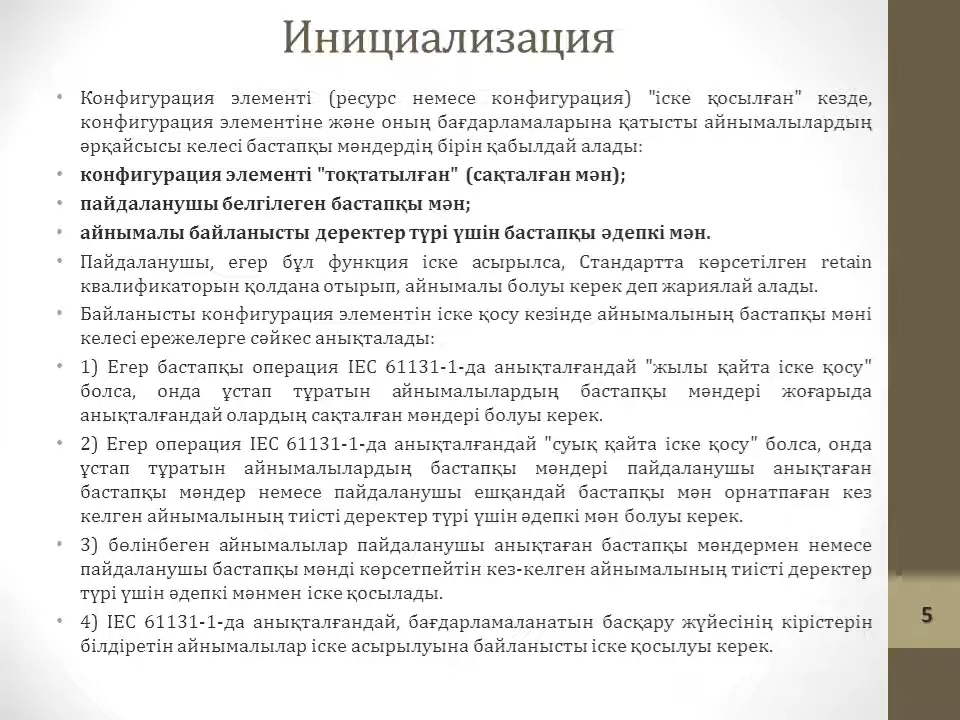 Инициализация
• Конфигурация элементі (ресурс немесе конфигурация) "іске қосылған" кезде,
конфигурация элементіне және оның бағдарламаларына қатысты айнымалылардың
әрқайсысы келесі бастапқы мәндердің бірін қабылдай алады:
• конфигурация элементі "тоқтатылған" (сақталған мән);
• пайдаланушы белгілеген бастапқы мән;
• айнымалы байланысты деректер түрі үшін бастапқы әдепкі мән.
• Пайдаланушы, егер бұл функция іске асырылса, Стандартта көрсетілген retain
квалификаторын қолдана отырып, айнымалы болуы керек деп жариялай алады.
• Байланысты конфигурация элементін іске қосу кезінде айнымалының бастапқы мәні
келесі ережелерге сәйкес анықталады:
• 1) Егер бастапқы операция IEC 61131-1-да анықталғандай "жылы қайта іске қосу"
болса, онда ұстап тұратын айнымалылардың бастапқы мәндері жоғарыда
анықталғандай олардың сақталған мәндері болуы керек.
• 2) Егер операция IEC 61131-1-да анықталғандай "суық қайта іске қосу" болса, онда
ұстап тұратын айнымалылардың бастапқы мәндері пайдаланушы анықтаған
бастапқы мәндер немесе пайдаланушы ешқандай бастапқы мән орнатпаған кез
келген айнымалының тиісті деректер түрі үшін әдепкі мән болуы керек.
• 3) бөлінбеген айнымалылар пайдаланушы анықтаған бастапқы мәндермен немесе
пайдаланушы бастапқы мәнді көрсетпейтін кез-келген айнымалының тиісті деректер
түрі үшін әдепкі мәнмен іске қосылады.
• 4) IEC 61131-1-да анықталғандай, бағдарламаланатын басқару жүйесінің кірістерін
білдіретін айнымалылар іске асырылуына байланысты іске қосылуы керек.
5